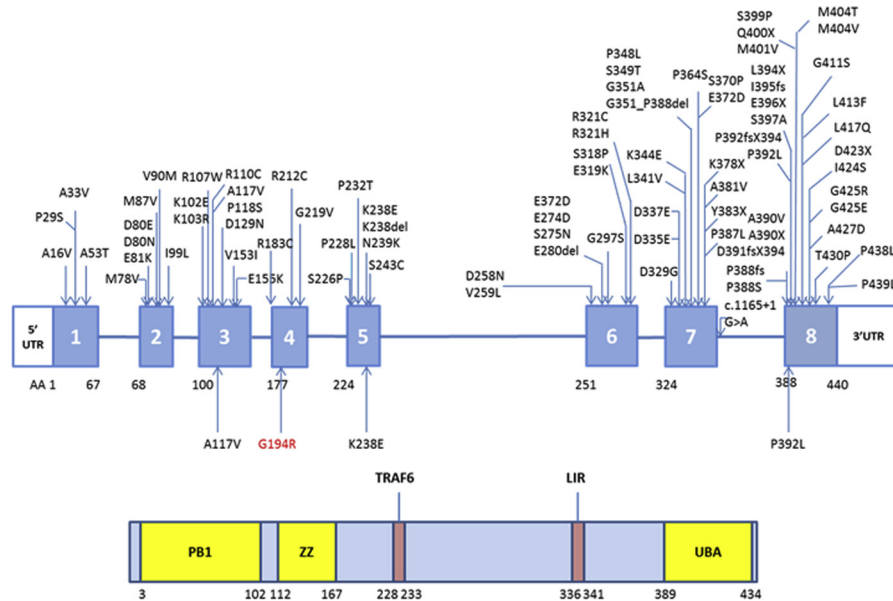 S399P
Q400X
M401V
M404T
M404V
P348L
S349T
G351A
G351_P388del
P364S
S370P
E372D
L394X
I395fs
E396X
S397A
P392fsX394
P392L
G411S
L413F
L417Q
D423X
I424S
G425R
G425E
A427D
R321C
R321H
S318P
E319K
K344E
L341V
K378X
A381V
Y383X
P387L
D391fsX394
A390V
A390X
P388fs
P388S
T430P
P438L
P439L
A33V
P29S
A16V
A53T
V90M
M87V
D80E
D80N
E81K
M78V
I99L
R107W
R110C
A117V
P118S
D129N
K102E
K103R
V153I
E155K
R212C
G219V
R183C
P232T
K238E
K238del
N239K
S243C
P228L
S226P
E372D
E274D
S275N
E280del
G297S
D258N
V259L
D337E
D335E
D329G
c.1165+1
G>A
5'
UTR
1
2
3
4
5
6
7
8
3'UTR
AA 1
67
68
100
177
224
251
324
388
440
A117V
G194R
K238E
P392L
TRAF6
LIR
PB1
ZZ
UBA
3
102
112
167
228
233
336
341
389
434